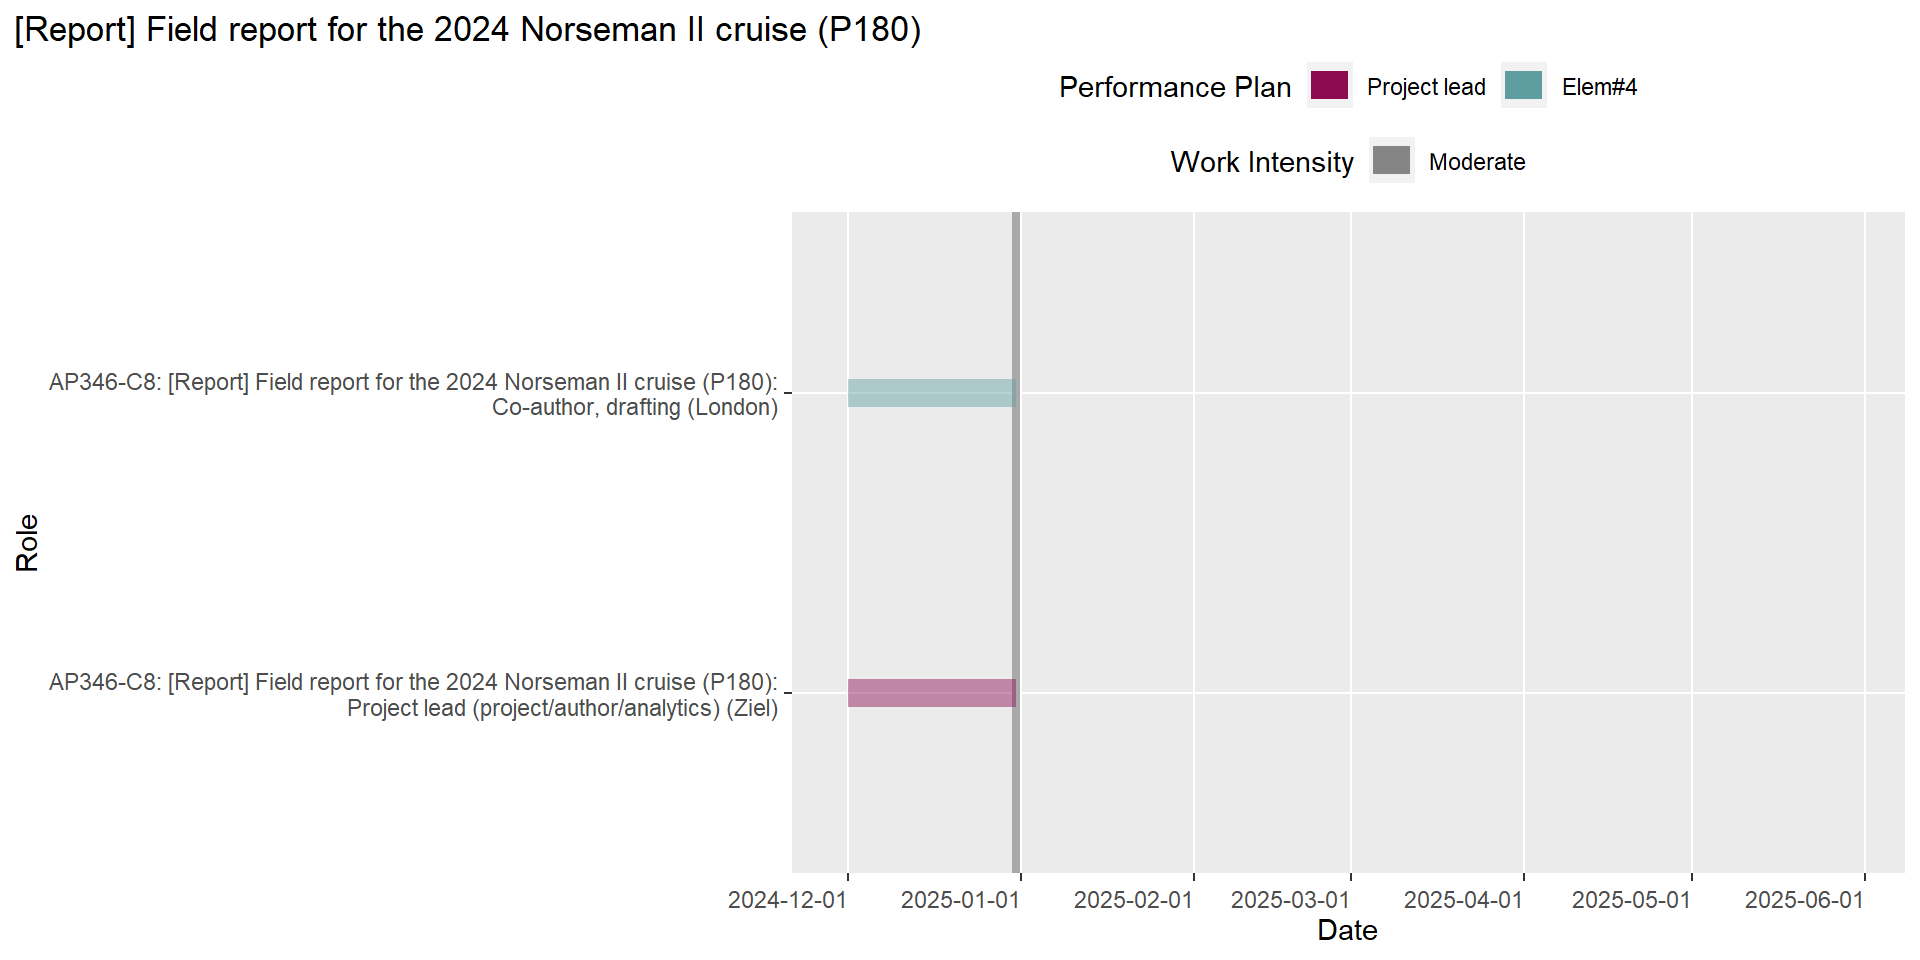 [Report] Field report for the 2024 Norseman II cruise (P180)
Performance Plan Project lead Elem#4
Work Intensity Moderate
AP346-C8: [Report] Field report for the 2024 Norseman II cruise (P180):
Co-author, drafting (London)
Role
AP346-C8: [Report] Field report for the 2024 Norseman II cruise (P180):
Project lead (project/author/analytics) (Ziel)
2024-12-01 2025-01-01 2025-02-01 2025-03-01 2025-04-01 2025-05-01 2025-06-01
Date